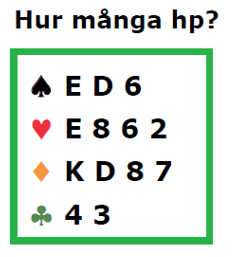 Hur många hp?
♠ E D 6
♥ E 8 6 2
♦ K D 8 7
♣ 4 3